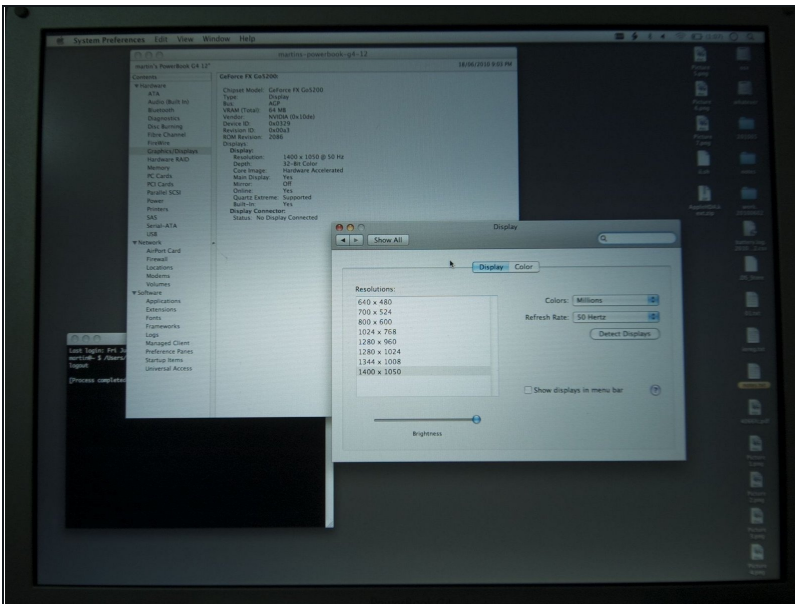 System Preferences Edit View Window Help
martins-powerbook-g4-12
martin's PowerBook G4 12"
Contents
▼Hardware
ATA
Audio (Built In)
Bluetooth
Diagnostics
Disc Burning
Fibre Channel
FireWire
Graphics/Displays
Hardware RAID
Memory
PC Cards
PCI Cards
Parallel SCSI
Power
Printers
SAS
Serial-ATA
USB
▼Network
AirPort Card
Firewall
Locations
Modems
Volumes
▼Software
Applications
Extensions
Fonts
Frameworks
Logs
Managed Client
Preference Panes
Startup Items
Universal Access
GeForce FX Go5200:
Chipset Model: GeForce FX Go5200
Type: Display
Bus: AGP
VRAM (Total): 64 MB
Vendor: NVIDIA (0x10de)
Device ID: 0x0329
Revision ID: 0x00a3
ROM Revision: 2086
Displays:
Display:
Resolution: 1400 x 1050 @ 50 Hz
Depth: 32-Bit Color
Core Image: Hardware Accelerated
Main Display: Yes
Mirror: Off
Online: Yes
Quartz Extreme: Supported
Built-In: Yes
Display Connector:
Status: No Display Connected
Display
Show All
Display Color
Resolutions:
640 x 480
700 x 524
800 x 600
1024 x 768
1280 x 960
1280 x 1024
1344 x 1008
1400 x 1050
Colors: Millions
Refresh Rate: 50 Hertz
Detect Displays
Show displays in menu bar
?
Brightness
Last login: Fri
logout
[Process completed